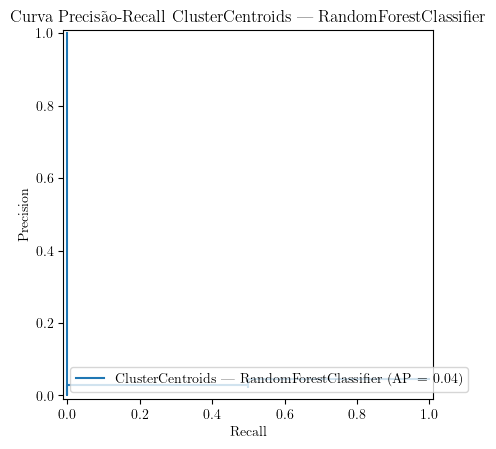 Curva Precisão-Recall ClusterCentroids — RandomForestClassifier
1.0
0.8
0.6
0.4
0.2
0.0
Precision
ClusterCentroids — RandomForestClassifier (AP = 0.04)
0.0 0.2 0.4 0.6 0.8 1.0
Recall